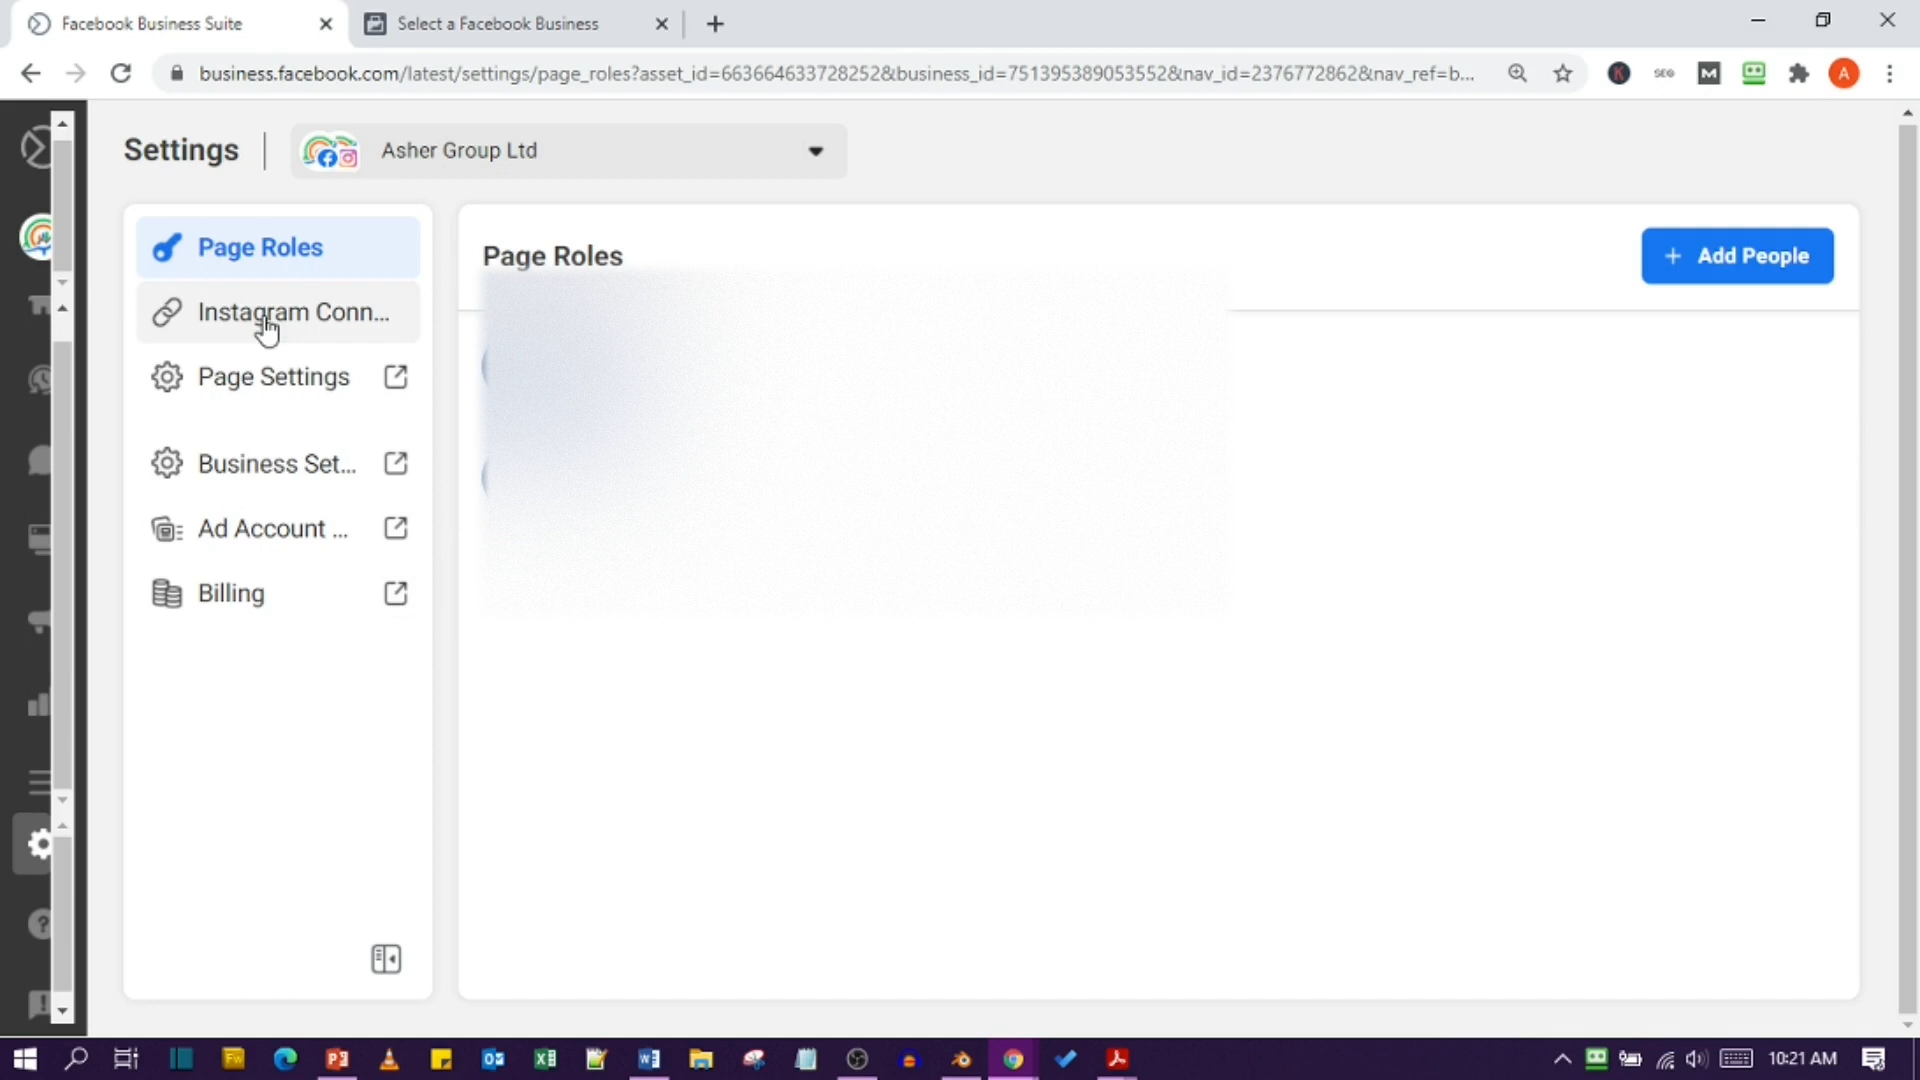 Facebook Business Suite
Select a Facebook Business
business.facebook.com/latest/settings/page_roles?asset_id=663664633728252&business_id=751395389053552&nav_id=2376772862&nav_ref=b...
SEO
M
A
Settings
Asher Group Ltd
Page Roles
Instagram Conn...
Page Settings
Business Set...
Ad Account ...
Billing
Page Roles
+ Add People
10:21 AM